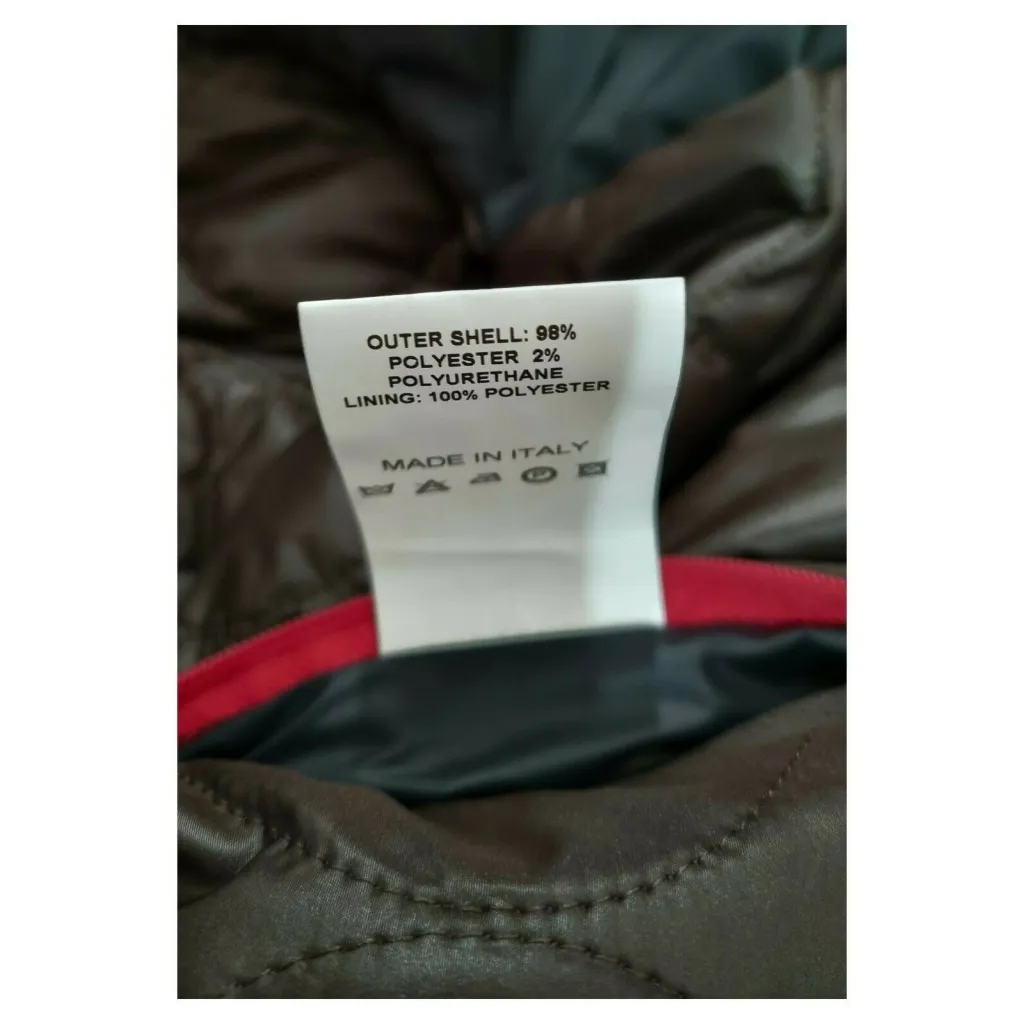 OUTER SHELL: 98%
POLYESTER 2%
POLYURETHANE
LINING: 100% POLYESTER
MADE IN ITALY
P